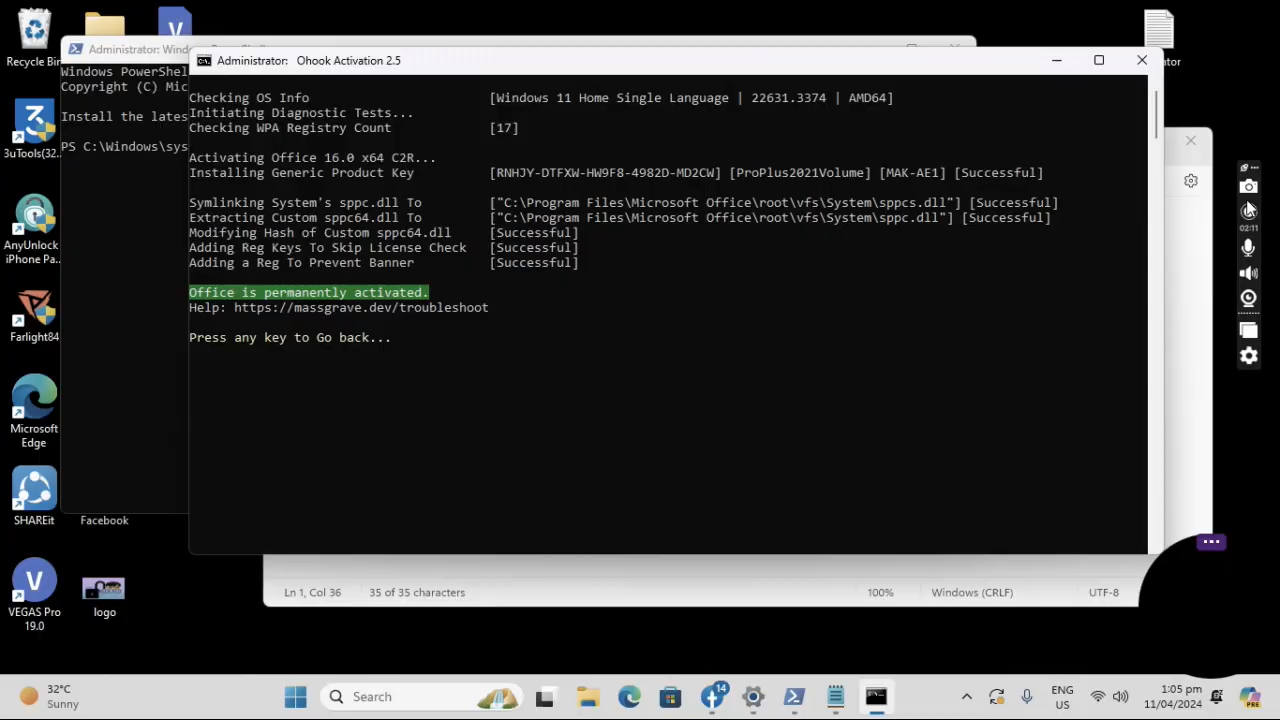 Recycle Bin
3uTools(32...
AnyUnlock
iPhone Pa...
Farlight84
Microsoft
Edge
SHAREit
Facebook
VEGAS Pro
19.0
logo
Administrator: Wind
Windows PowerShel
Copyright (C) Mic
Install the lates
PS C:\Windows\sys
Administrator: Ohook Activation 2.5
Checking OS Info [Windows 11 Home Single Language | 22631.3374 | AMD64]
Initiating Diagnostic Tests...
Checking WPA Registry Count [17]
Activating Office 16.0 x64 C2R...
Installing Generic Product Key [RNHJY-DTFXW-HW9F8-4982D-MD2CW] [ProPlus2021Volume] [MAK-AE1] [Successful]
Symlinking System's sppc.dll To ["C:\Program Files\Microsoft Office\root\vfs\System\sppcs.dll"] [Successful]
Extracting Custom sppc64.dll To ["C:\Program Files\Microsoft Office\root\vfs\System\sppc.dll"] [Successful]
Modifying Hash of Custom sppc64.dll [Successful]
Adding Reg Keys To Skip License Check [Successful]
Adding a Reg To Prevent Banner [Successful]
Office is permanently activated.
Help: https://massgrave.dev/troubleshoot
Press any key to Go back...
02:11
Ln 1, Col 36 35 of 35 characters 100% Windows (CRLF) UTF-8
32°C
Sunny
Search
14
ENG
US
1:05 pm
11/04/2024
PRE